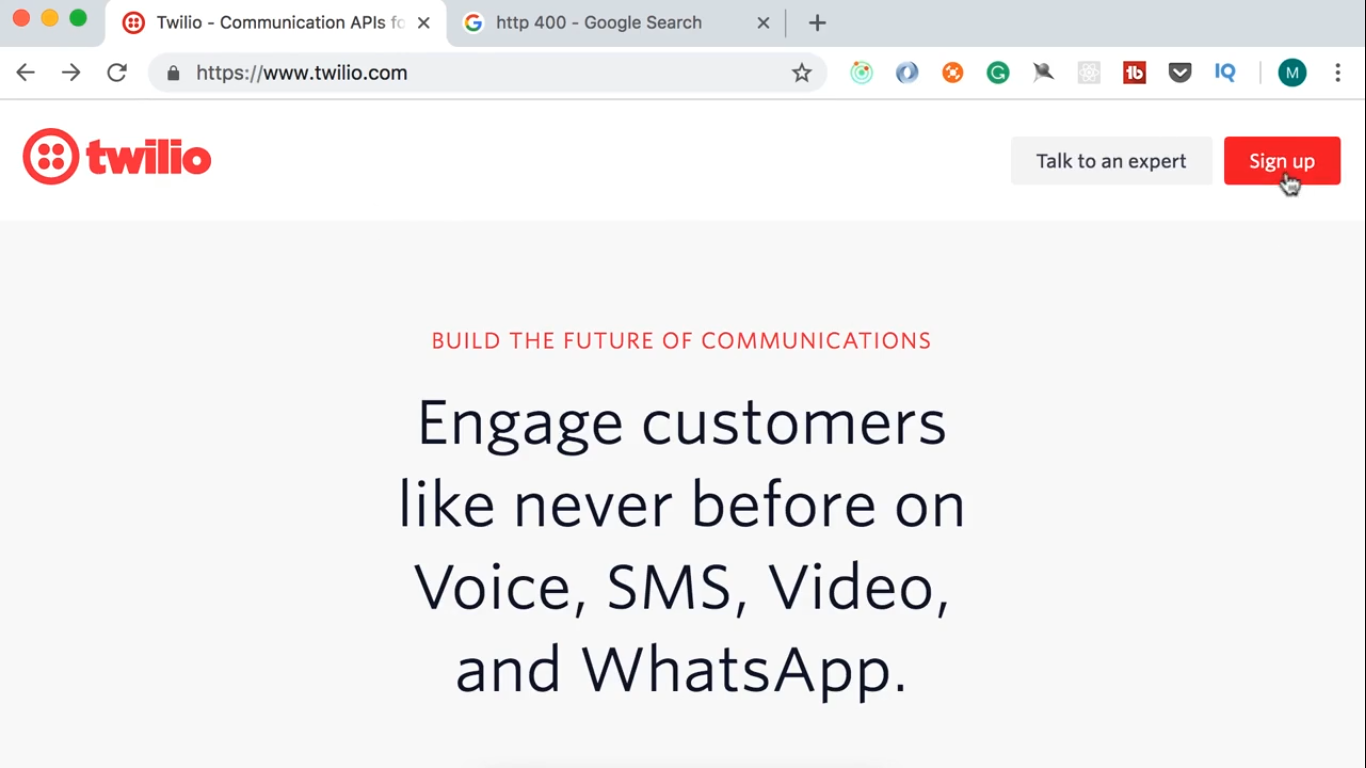 Twilio - Communication APIs fo
http 400 - Google Search
https://www.twilio.com
tb
IQ
M
twilio
Talk to an expert
Sign up
BUILD THE FUTURE OF COMMUNICATIONS
Engage customers
like never before on
Voice, SMS, Video,
and WhatsApp.